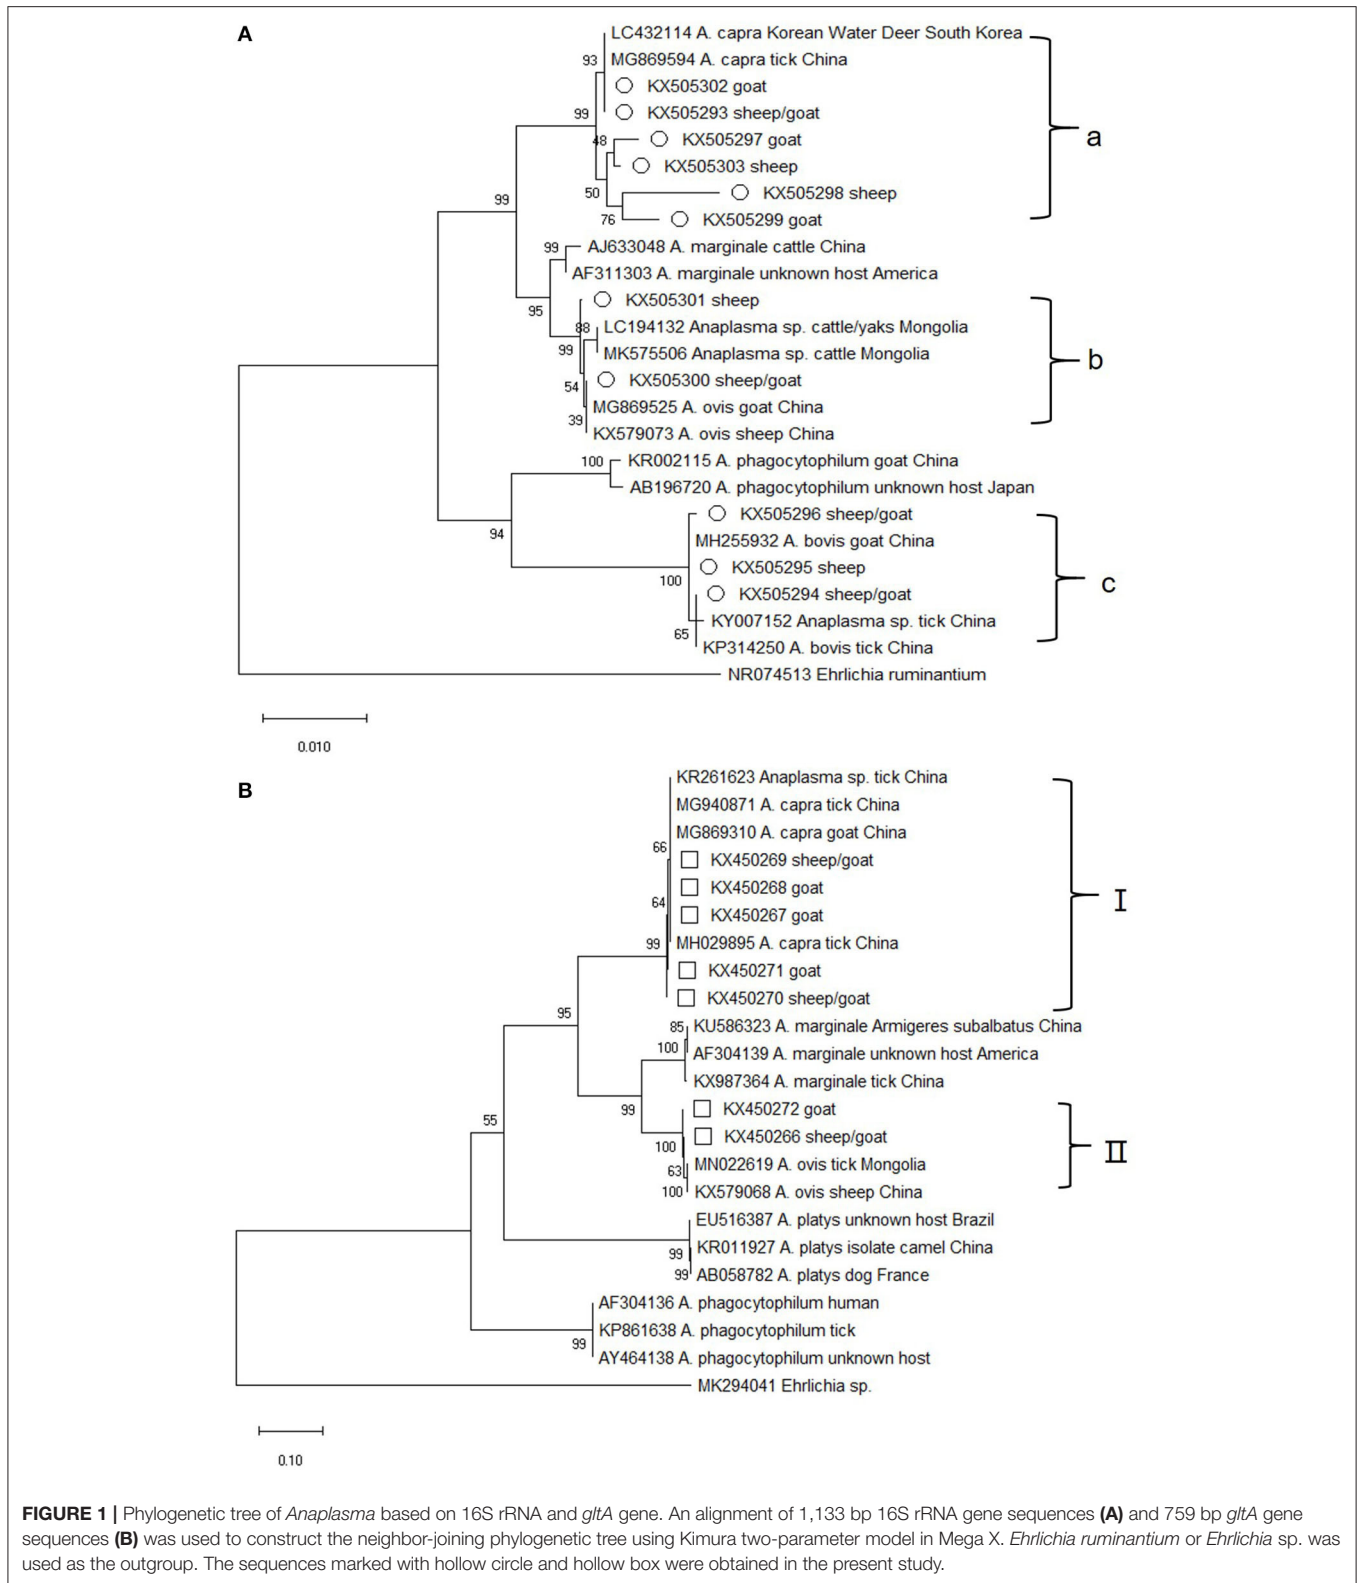 A
LC432114 A. capra Korean Water Deer South Korea
93
MG869594 A. capra tick China
KX505302 goat
99
KX505293 sheep/goat
a
48
KX505297 goat
KX505303 sheep
50
KX505298 sheep
99
76
KX505299 goat
99
AJ633048 A. marginale cattle China
AF311303 A. marginale unknown host America
95
KX505301 sheep
88
LC194132 Anaplasma sp. cattle/yaks Mongolia
99
MK575506 Anaplasma sp. cattle Mongolia
b
54
KX505300 sheep/goat
MG869525 A. ovis goat China
39
KX579073 A. ovis sheep China
100
KR002115 A. phagocytophilum goat China
AB196720 A. phagocytophilum unknown host Japan
KX505296 sheep/goat
94
MH255932 A. bovis goat China
KX505295 sheep
100
c
KX505294 sheep/goat
KY007152 Anaplasma sp. tick China
65
KP314250 A. bovis tick China
NR074513 Ehrlichia ruminantium
0.010
B
KR261623 Anaplasma sp. tick China
MG940871 A. capra tick China
MG869310 A. capra goat China
66
KX450269 sheep/goat
KX450268 goat
I
64
KX450267 goat
99
MH029895 A. capra tick China
KX450271 goat
KX450270 sheep/goat
95
85
KU586323 A. marginale Armigeres subalbatus China
100
AF304139 A. marginale unknown host America
KX987364 A. marginale tick China
99
KX450272 goat
55
KX450266 sheep/goat
100
II
63
MN022619 A. ovis tick Mongolia
100
KX579068 A. ovis sheep China
EU516387 A. platys unknown host Brazil
99
KR011927 A. platys isolate camel China
99
AB058782 A. platys dog France
AF304136 A. phagocytophilum human
KP861638 A. phagocytophilum tick
99
AY464138 A. phagocytophilum unknown host
MK294041 Ehrlichia sp.
0.10
FIGURE 1 | Phylogenetic tree of Anaplasma based on 16S rRNA and gltA gene. An alignment of 1,133 bp 16S rRNA gene sequences (A) and 759 bp gltA gene
sequences (B) was used to construct the neighbor-joining phylogenetic tree using Kimura two-parameter model in Mega X. Ehrlichia ruminantium or Ehrlichia sp. was
used as the outgroup. The sequences marked with hollow circle and hollow box were obtained in the present study.